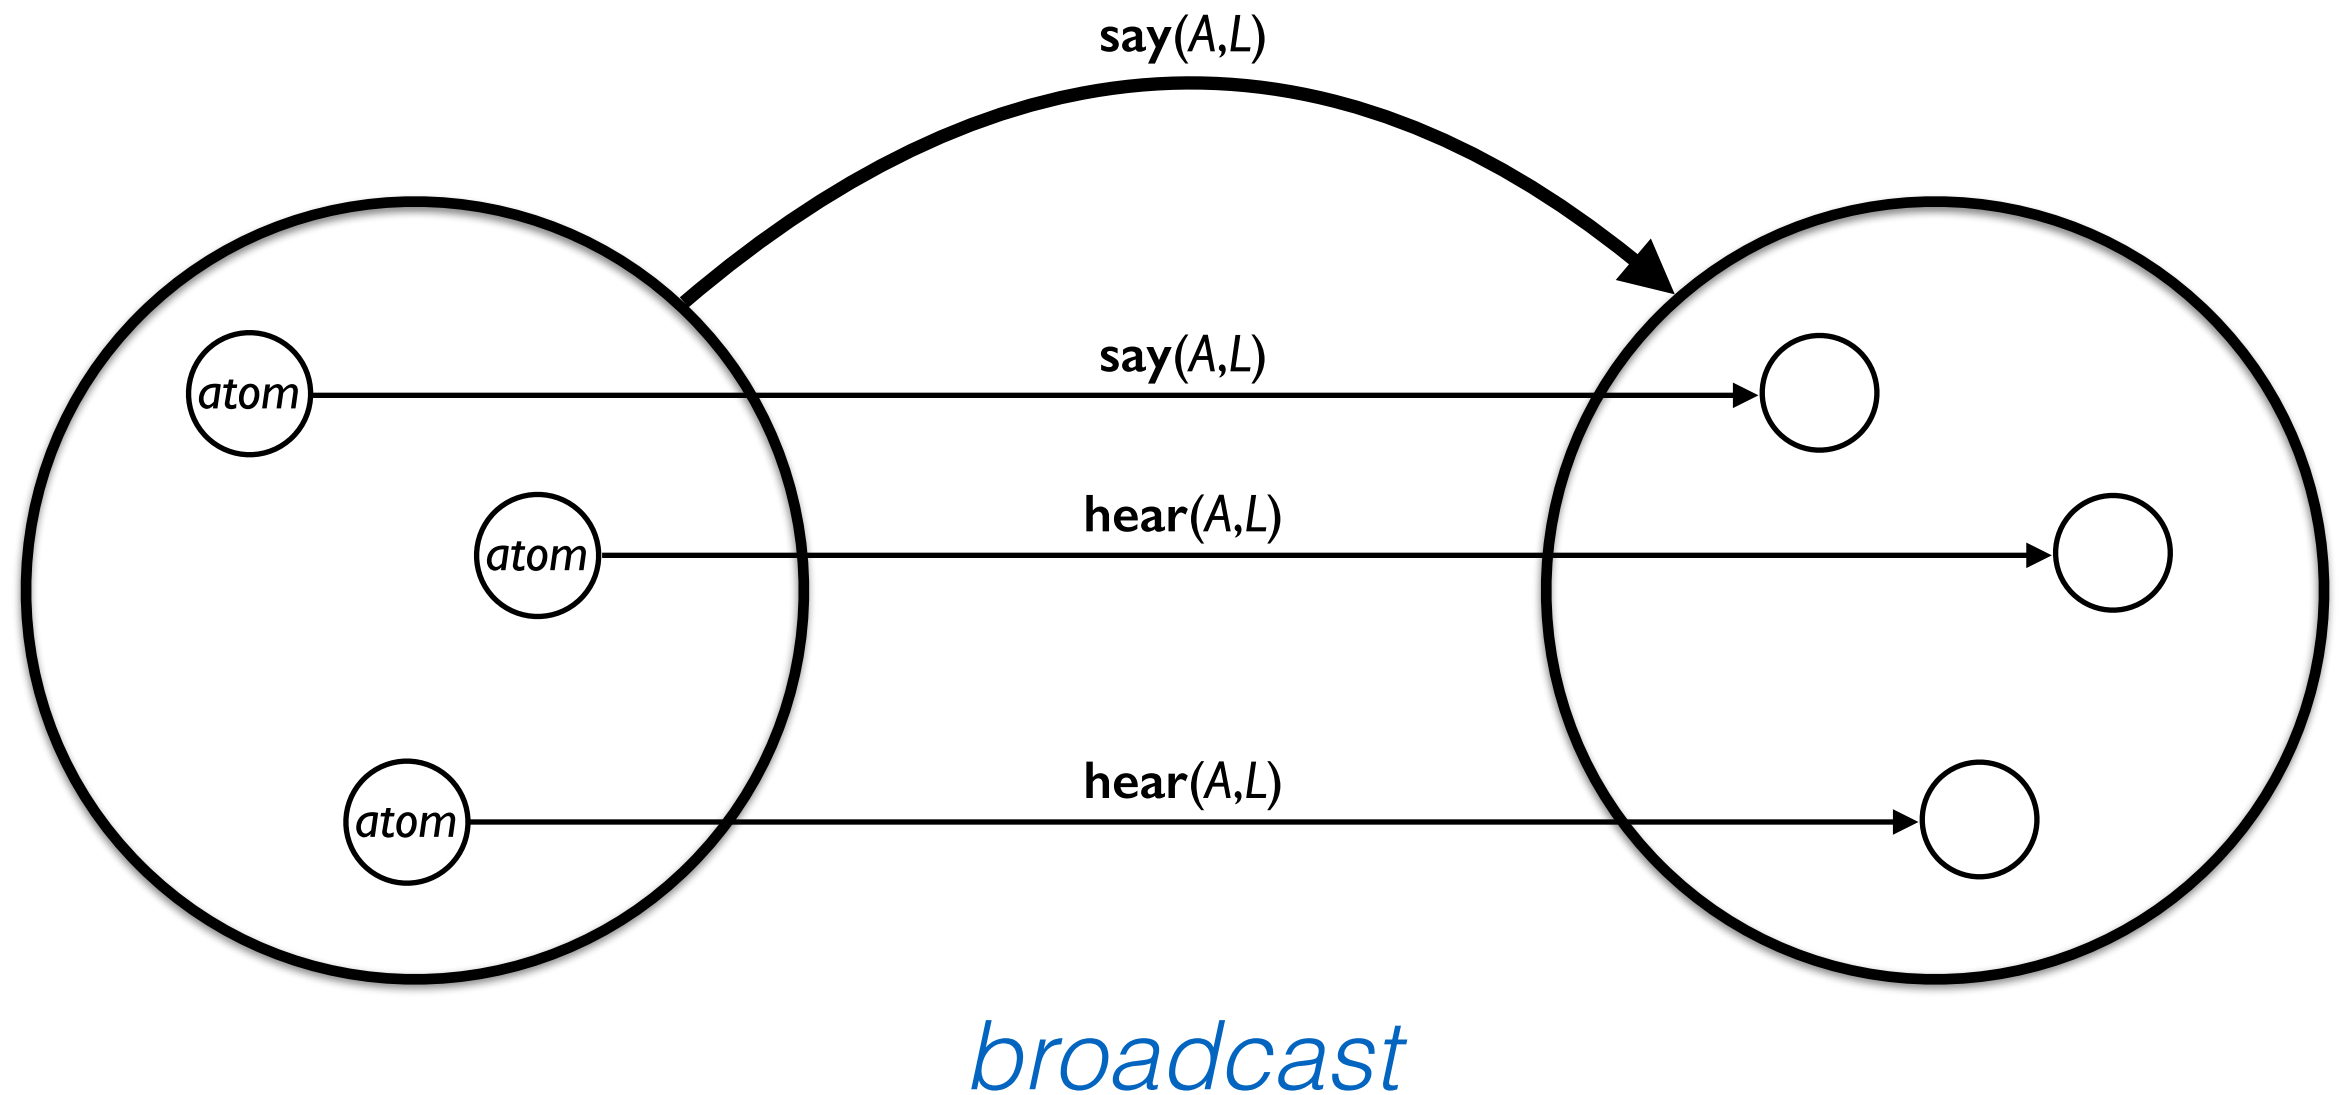 say(A,L)
say(A,L)
atom
hear(A,L)
atom
hear(A,L)
atom
broadcast